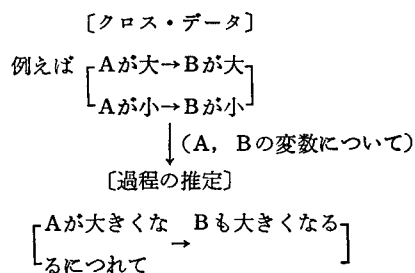 〔クロス・データ〕
例えば Aが大→Bが大
Aが小→Bが小
(A, Bの変数について)
〔過程の推定〕
Aが大きくな → Bも大きくなる
るにつれて